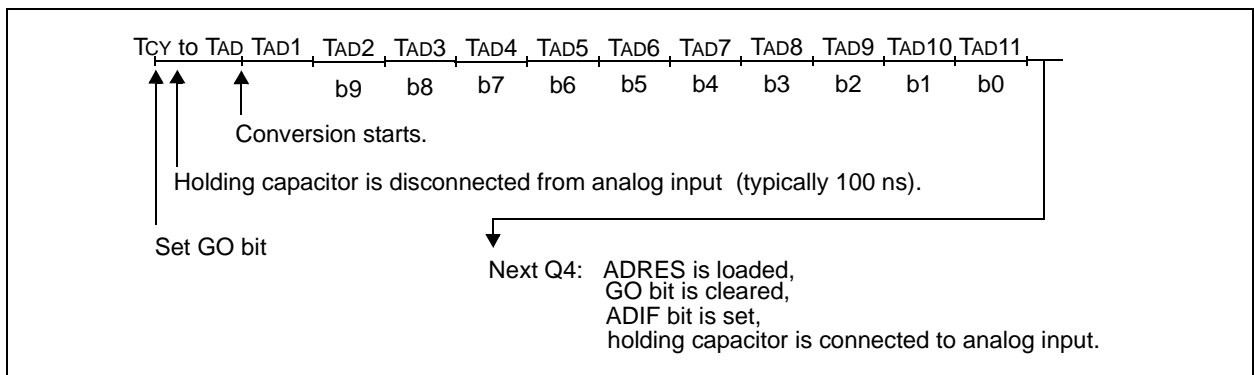 TCY to TAD TAD1 TAD2 TAD3 TAD4 TAD5 TAD6 TAD7 TAD8 TAD9 TAD10 TAD11
b9 b8 b7 b6 b5 b4 b3 b2 b1 b0
Conversion starts.
Holding capacitor is disconnected from analog input (typically 100 ns).
Set GO bit
Next Q4: ADRES is loaded,
GO bit is cleared,
ADIF bit is set,
holding capacitor is connected to analog input.